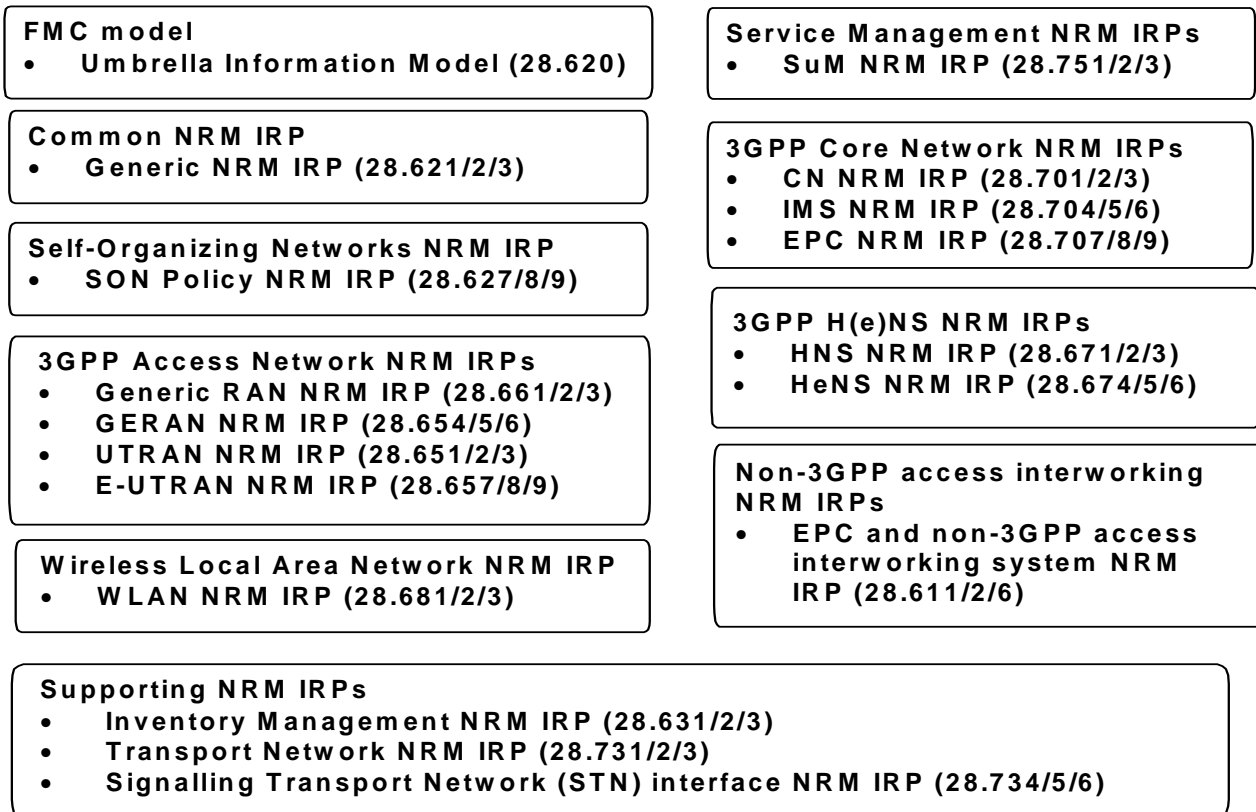 FMC model
• Umbrella Information Model (28.620)
Common NRM IRP
• Generic NRM IRP (28.621/2/3)
Self-Organizing Networks NRM IRP
• SON Policy NRM IRP (28.627/8/9)
3GPP Access Network NRM IRPs
• Generic RAN NRM IRP (28.661/2/3)
• GERAN NRM IRP (28.654/5/6)
• UTRAN NRM IRP (28.651/2/3)
• E-UTRAN NRM IRP (28.657/8/9)
Wireless Local Area Network NRM IRP
• WLAN NRM IRP (28.681/2/3)
Service Management NRM IRPs
• SuM NRM IRP (28.751/2/3)
3GPP Core Network NRM IRPs
• CN NRM IRP (28.701/2/3)
• IMS NRM IRP (28.704/5/6)
• EPC NRM IRP (28.707/8/9)
3GPP H(e)NS NRM IRPs
• HNS NRM IRP (28.671/2/3)
• HeNS NRM IRP (28.674/5/6)
Non-3GPP access interworking
NRM IRPs
• EPC and non-3GPP access
interworking system NRM
IRP (28.611/2/6)
Supporting NRM IRPs
• Inventory Management NRM IRP (28.631/2/3)
• Transport Network NRM IRP (28.731/2/3)
• Signalling Transport Network (STN) interface NRM IRP (28.734/5/6)